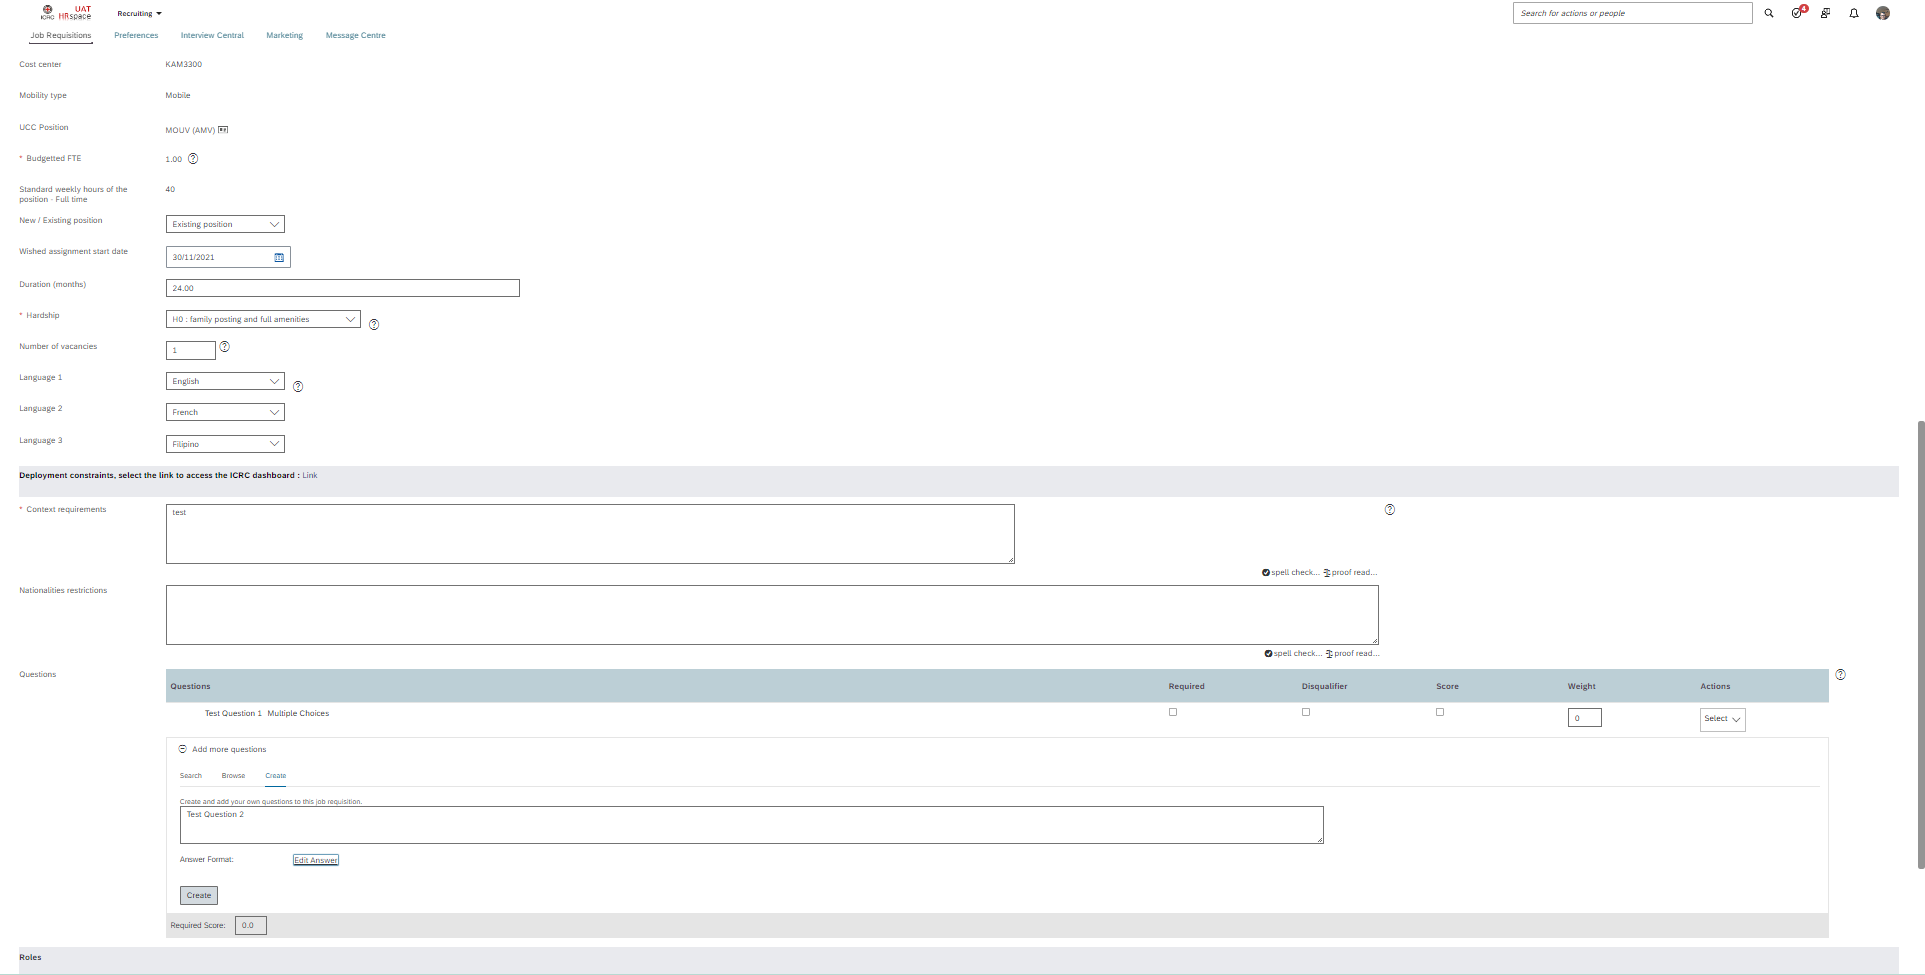 ICRC
UAT
HRspace
Recruiting
Search for actions or people
4
Job Requisitions Preferences Interview Central Marketing Message Centre
Cost center KAM3300
Mobility type Mobile
UCC Position MOUV (AMV)
* Budgetted FTE 1.00
Standard weekly hours of the
position - Full time
40
New / Existing position Existing position
Wished assignment start date 30/11/2021
Duration (months) 24.00
* Hardship H0 : family posting and full amenities
Number of vacancies 1
Language 1 English
Language 2 French
Language 3 Filipino
Deployment constraints, select the link to access the ICRC dashboard : Link
* Context requirements test
spell check... proof read...
Nationalities restrictions
spell check... proof read...
Questions
Questions Required Disqualifier Score Weight Actions
Test Question 1 Multiple Choices 0 Select
Add more questions
Search Browse Create
Create and add your own questions to this job requisition.
Test Question 2
Answer Format: Edit Answer
Create
Required Score: 0.0
Roles